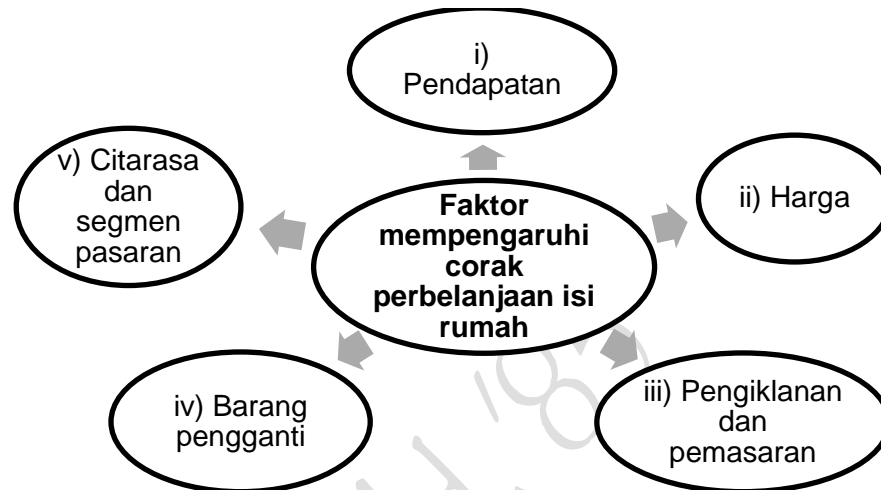 i)
Pendapatan
v) Citarasa
dan
segmen
pasaran
Faktor
mempengaruhi
corak
perbelanjaan isi
rumah
ii) Harga
iv) Barang
pengganti
iii) Pengiklanan
dan
pemasaran